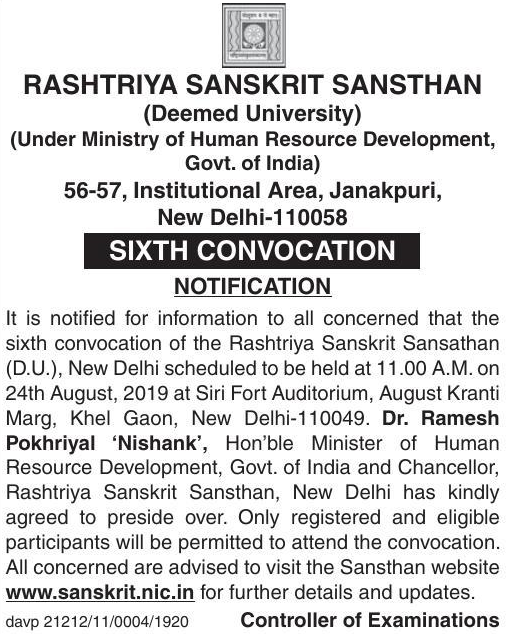 RASHTRIYA SANSKRIT SANSTHAN
(Deemed University)
(Under Ministry of Human Resource Development,
Govt. of India)
56-57, Institutional Area, Janakpuri,
New Delhi-110058
SIXTH CONVOCATION
NOTIFICATION
It is notified for information to all concerned that the
sixth convocation of the Rashtriya Sanskrit Sansathan
(D.U.), New Delhi scheduled to be held at 11.00 A.M. on
24th August, 2019 at Siri Fort Auditorium, August Kranti
Marg, Khel Gaon, New Delhi-110049. Dr. Ramesh
Pokhriyal ‘Nishank’, Hon’ble Minister of Human
Resource Development, Govt. of India and Chancellor,
Rashtriya Sanskrit Sansthan, New Delhi has kindly
agreed to preside over. Only registered and eligible
participants will be permitted to attend the convocation.
All concerned are advised to visit the Sansthan website
www.sanskrit.nic.in for further details and updates.
davp 21212/11/0004/1920 Controller of Examinations